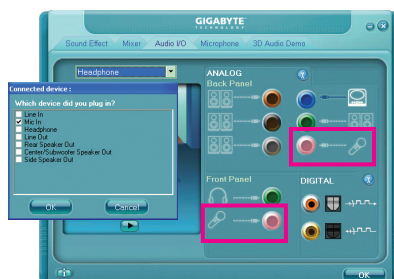 GIGABYTE
TECHNOLOGY
Sound Effect Mixer Audio I/O Microphone 3D Audio Demo
Headphone
ANALOG
Back Panel
Connected device :
Which device did you plug in?
Line In
Mic In
Headphone
Line Out
Rear Speaker Out
Center/Subwoofer Speaker Out
Side Speaker Out
OK Cancel
Front Panel
DIGITAL
OK